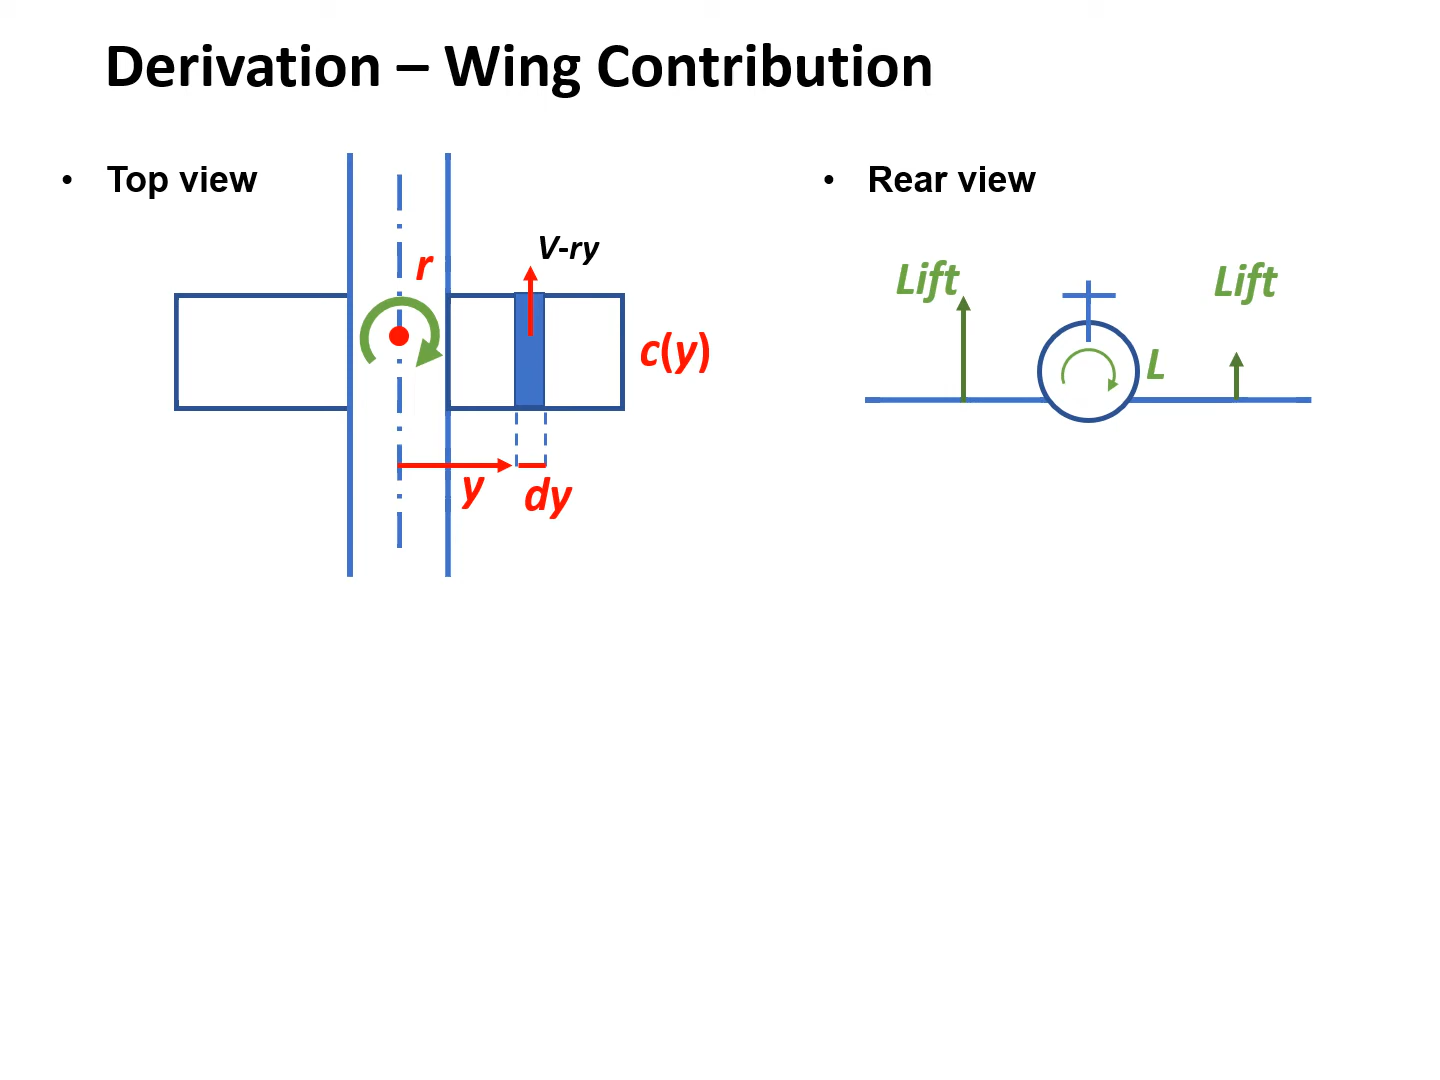 Derivation – Wing Contribution
• Top view
r
V-ry
c(y)
y
dy
• Rear view
Lift
Lift
L